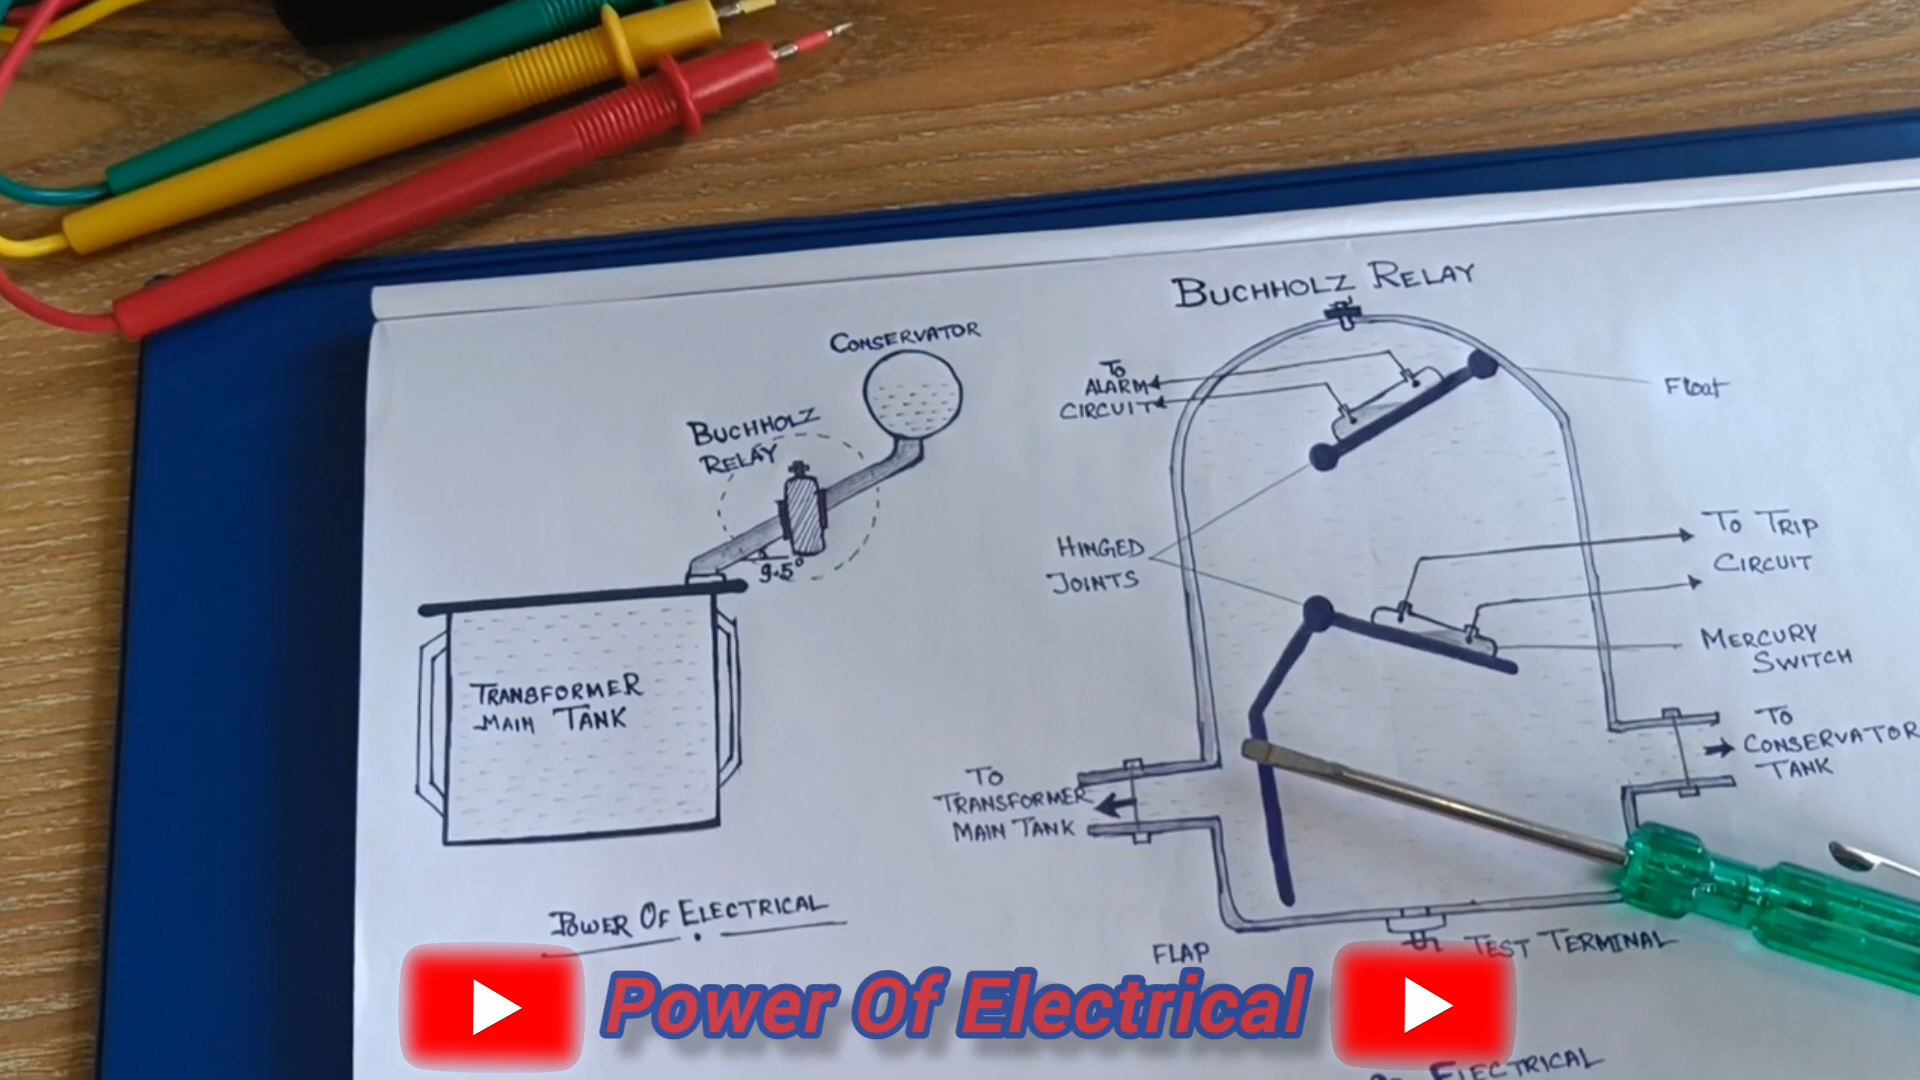 BUCHHOLZ RELAY
CONSERVATOR
BUCHHOLZ
RELAY
9.5°
TRANSFORMER
MAIN TANK
POWER OF ELECTRICAL
TO
ALARM
CIRCUIT
Float
HINGED
JOINTS
TO TRIP
CIRCUIT
MERCURY
SWITCH
TO
CONSERVATOR
TANK
TO
TRANSFORMER
MAIN TANK
FLAP
TEST TERMINAL
Power Of Electrical
ELECTRICAL